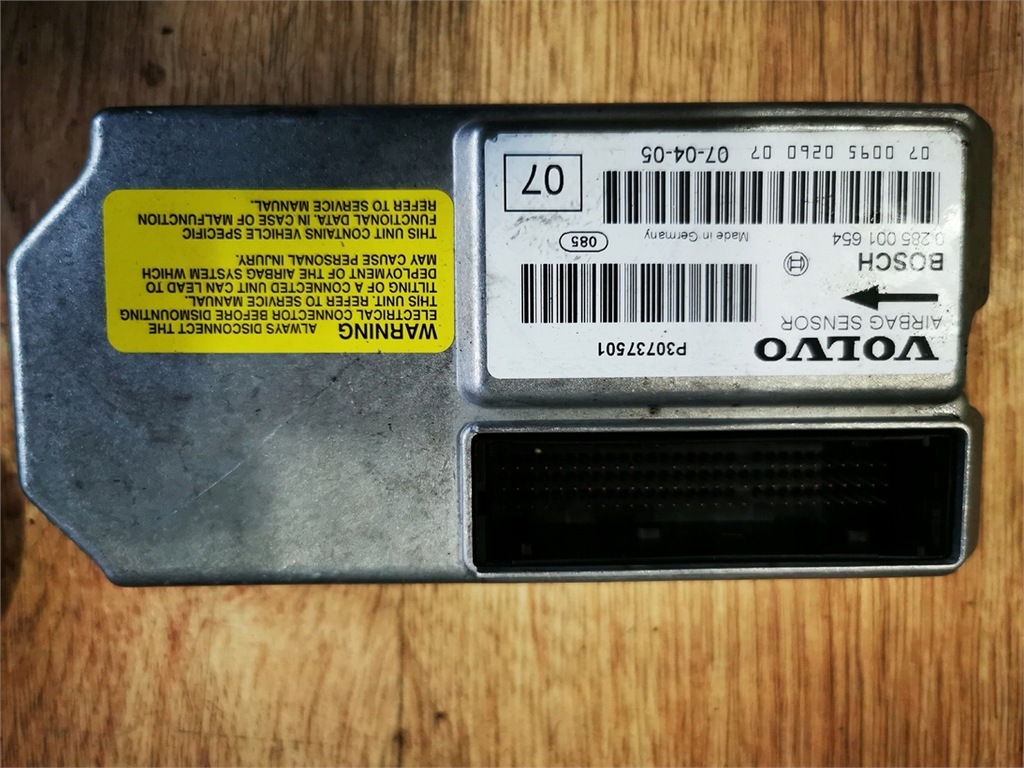 VOLVO
AIRBAG SENSOR
P30737501
BOSCH
0 285 001 654
Made in Germany
085
07 0095 0260 07 07-04-05
07
WARNING ALWAYS DISCONNECT THE
ELECTRICAL CONNECTOR BEFORE DISMOUNTING
THIS UNIT. REFER TO SERVICE MANUAL.
TILTING OF A CONNECTED UNIT CAN LEAD TO
DEPLOYMENT OF THE AIRBAG SYSTEM WHICH
MAY CAUSE PERSONAL INJURY.
THIS UNIT CONTAINS VEHICLE SPECIFIC
FUNCTIONAL DATA. IN CASE OF MALFUNCTION
REFER TO SERVICE MANUAL.